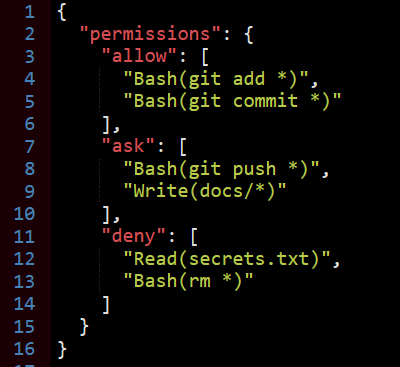 1 {
2   "permissions": {
3     "allow": [
4       "Bash(git add *)",
5       "Bash(git commit *)"
6     ],
7     "ask": [
8       "Bash(git push *)",
9       "Write(docs/*)"
10     ],
11     "deny": [
12       "Read(secrets.txt)",
13       "Bash(rm *)"
14     ]
15   }
16 }